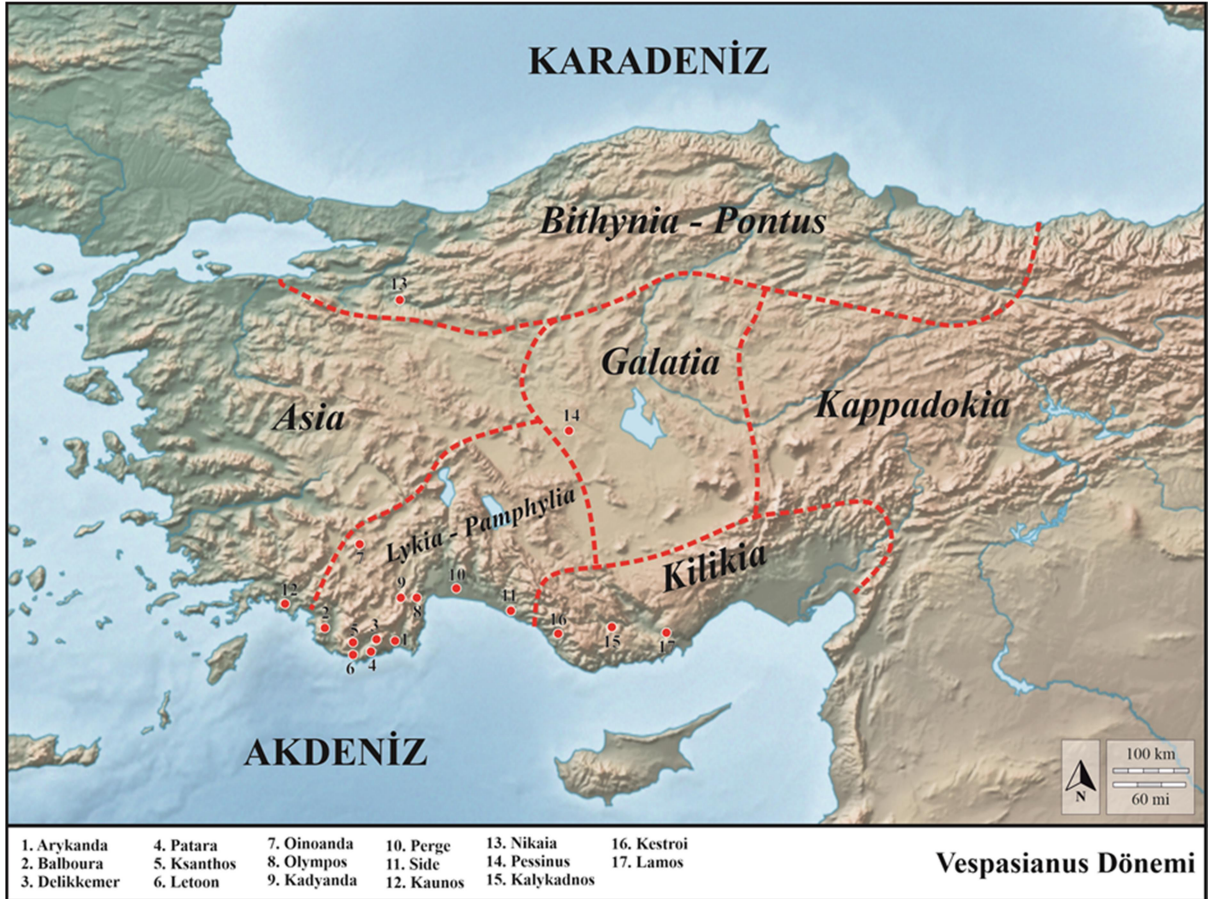 KARADENİZ
Bithynia - Pontus
13
Galatia
Kappadokia
Asia
14
Lykia - Pamphylia
7
Kilikia
10
9
12
11
8
2
16
3
5
1
15
17
4
6
AKDENİZ
100 km
60 mi
N
1. Arykanda
2. Balboura
3. Delikkemer
4. Patara
5. Ksanthos
6. Letoon
7. Oinoanda
8. Olympos
9. Kadyanda
10. Perge
11. Side
12. Kaunos
13. Nikaia
14. Pessinus
15. Kalykadnos
16. Kestroi
17. Lamos
Vespasianus Dönemi